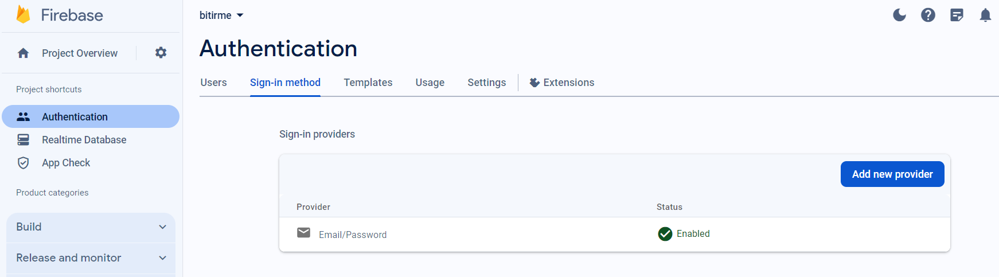 Firebase
Project Overview
Project shortcuts
Authentication
Realtime Database
App Check
Product categories
Build
Release and monitor
bitirme
Authentication
Users Sign-in method Templates Usage Settings Extensions
Sign-in providers
Add new provider
Provider Status
Email/Password Enabled